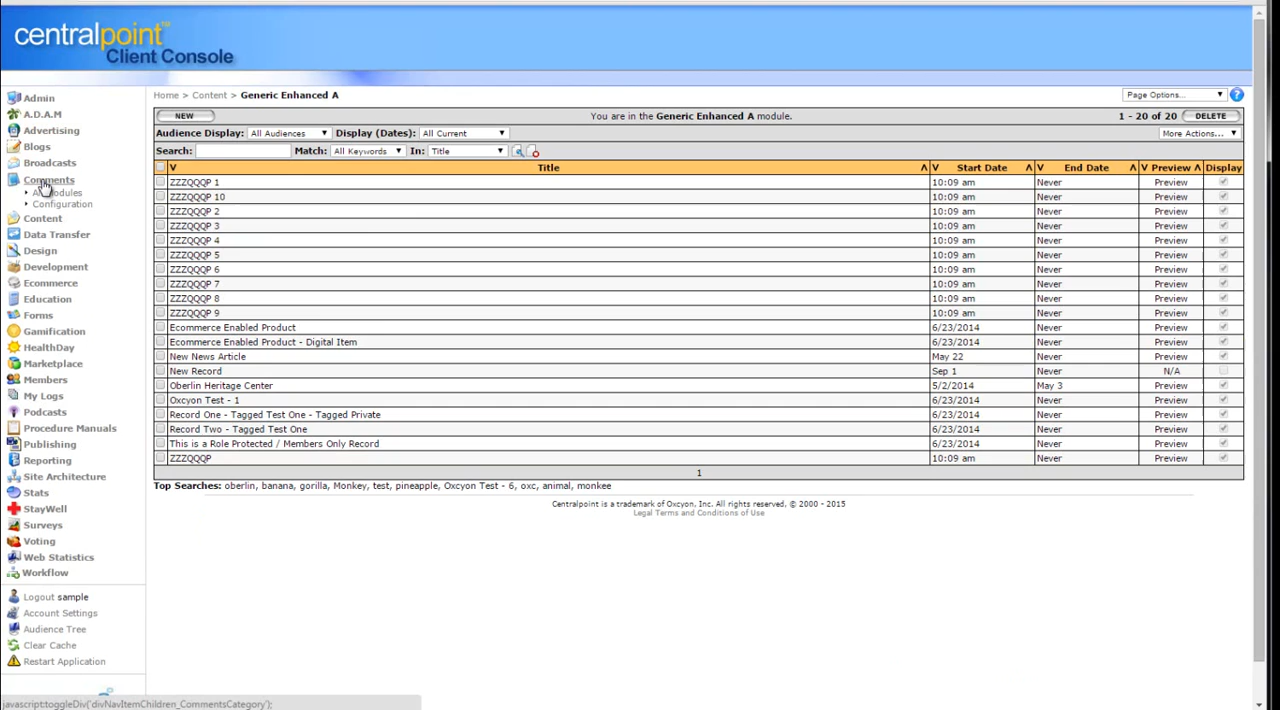 centralpoint™
Client Console
Admin
A.D.A.M
Advertising
Blogs
Broadcasts
Comments
Configuration
Content
Data Transfer
Design
Development
Ecommerce
Education
Forms
Gamification
HealthDay
Marketplace
Members
My Logs
Podcasts
Procedure Manuals
Publishing
Reporting
Site Architecture
Stats
StayWell
Surveys
Voting
Web Statistics
Workflow
Logout sample
Account Settings
Audience Tree
Clear Cache
Restart Application
Home > Content > Generic Enhanced A
Page Options... ?
NEW You are in the Generic Enhanced A module. 1 - 20 of 20 DELETE
Audience Display: All Audiences Display (Dates): All Current More Actions...
Search: Match: All Keywords In: Title
V Title Λ V Start Date Λ V End Date Λ V Preview Λ Display
ZZZQQQP 1 10:09 am Never Preview
ZZZQQQP 10 10:09 am Never Preview
ZZZQQQP 2 10:09 am Never Preview
ZZZQQQP 3 10:09 am Never Preview
ZZZQQQP 4 10:09 am Never Preview
ZZZQQQP 5 10:09 am Never Preview
ZZZQQQP 6 10:09 am Never Preview
ZZZQQQP 7 10:09 am Never Preview
ZZZQQQP 8 10:09 am Never Preview
ZZZQQQP 9 10:09 am Never Preview
Ecommerce Enabled Product 6/23/2014 Never Preview
Ecommerce Enabled Product - Digital Item 6/23/2014 Never Preview
New News Article May 22 Never Preview
New Record Sep 1 Never N/A
Oberlin Heritage Center 5/2/2014 May 3 Preview
Oxcyon Test - 1 6/23/2014 Never Preview
Record One - Tagged Test One - Tagged Private 6/23/2014 Never Preview
Record Two - Tagged Test One 6/23/2014 Never Preview
This is a Role Protected / Members Only Record 6/23/2014 Never Preview
ZZZQQQP 10:09 am Never Preview
1
Top Searches: oberlin, banana, gorilla, Monkey, test, pineapple, Oxcyon Test - 6, oxc, animal, monkee
Centralpoint is a trademark of Oxcyon, Inc. All rights reserved, © 2000 - 2015
Legal Terms and Conditions of Use
javascript:toggleDiv('divNavItemChildren_CommentsCategory');